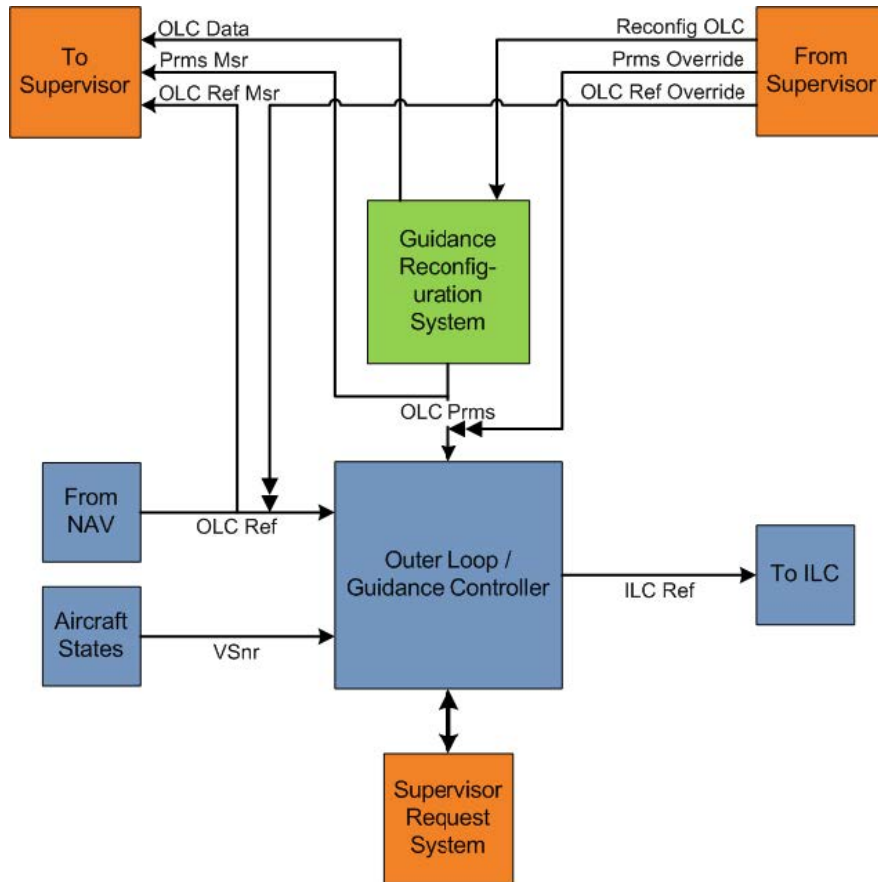 To
Supervisor
OLC Data
Prms Msr
OLC Ref Msr
Reconfig OLC
Prms Override
OLC Ref Override
From
Supervisor
Guidance
Reconfig-
uration
System
OLC Prms
From
NAV
OLC Ref
Outer Loop /
Guidance Controller
ILC Ref
To ILC
Aircraft
States
VSnr
Supervisor
Request
System